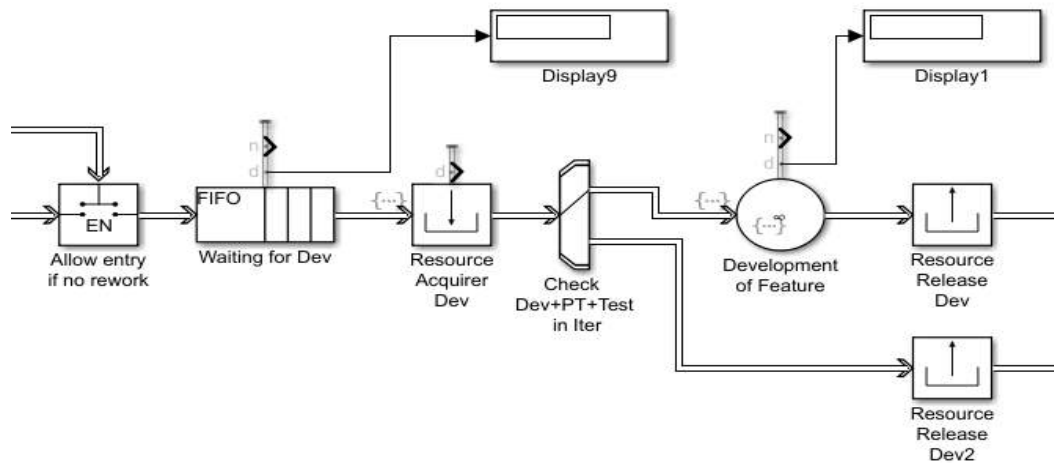 Display9
Display1
n
d
n
d
d
EN
FIFO
{...}
{...}
∞
{...}
Allow entry
if no rework
Waiting for Dev
Resource
Acquirer
Dev
Check
Dev+PT+Test
in Iter
Development
of Feature
Resource
Release
Dev
Resource
Release
Dev2